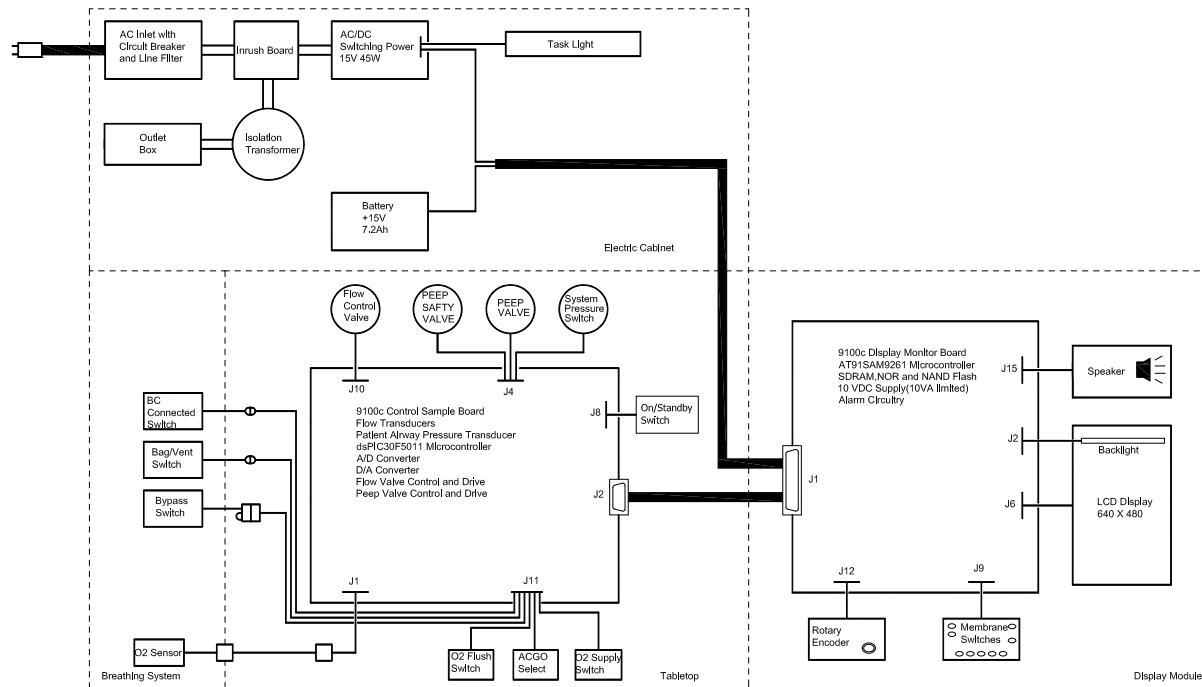 AC Inlet with
Circuit Breaker
and Line Filter
Inrush Board
AC/DC
Switching Power
15V 45W
Task Light
Outlet
Box
Isolation
Transformer
Battery
+15V
7.2Ah
Electric Cabinet
Flow
Control
Valve
PEEP
SAFTY
VALVE
PEEP
VALVE
System
Pressure
Switch
J10
J4
9100c Control Sample Board
Flow Transducers
Patient Airway Pressure Transducer
dsPIC30F5011 Microcontroller
A/D Converter
D/A Converter
Flow Valve Control and Drive
Peep Valve Control and Drive
J8
On/Standby
Switch
J2
J1
J11
BC
Connected
Switch
Bag/Vent
Switch
Bypass
Switch
O2 Sensor
O2 Flush
Switch
ACGO
Select
O2 Supply
Switch
Breathing System
Tabletop
9100c Display Monitor Board
AT91SAM9261 Microcontroller
SDRAM,NOR and NAND Flash
10 VDC Supply(10VA limited)
Alarm Circuitry
J15
Speaker
J2
Backlight
J1
J6
LCD Display
640 X 480
J12
J9
Rotary
Encoder
Membrane
Switches
Display Module